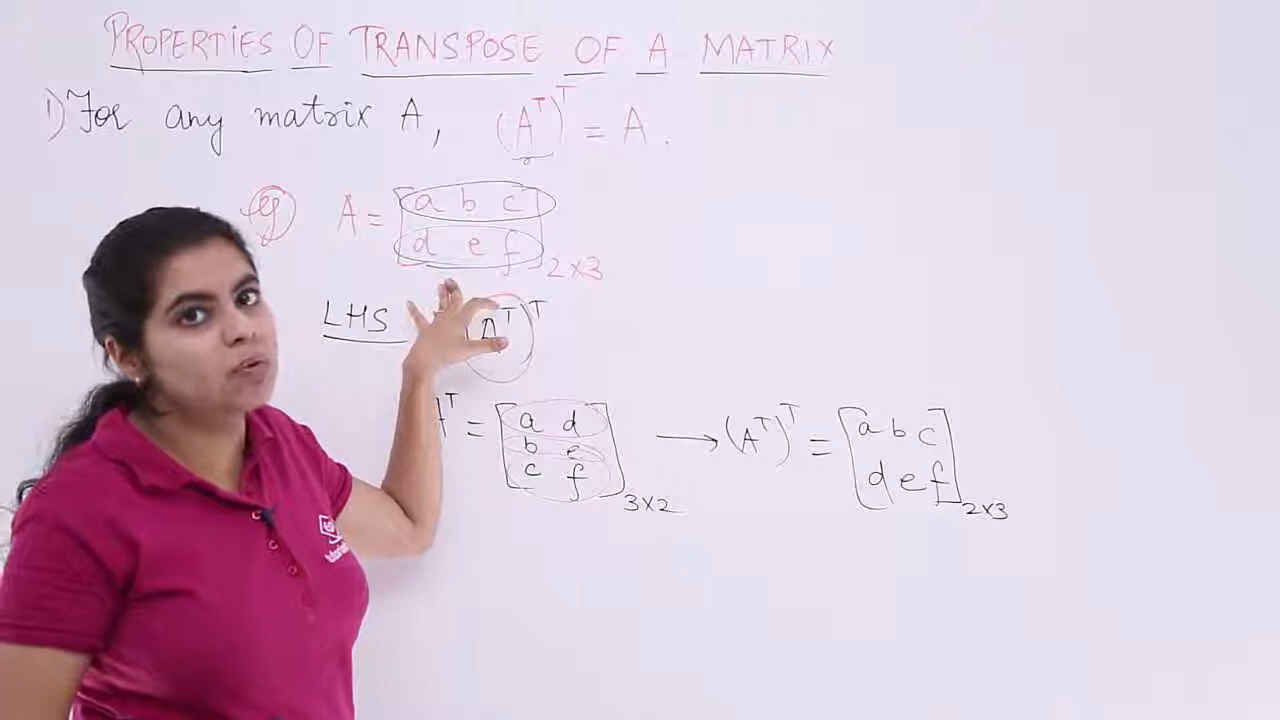 PROPERTIES OF TRANSPOSE OF A MATRIX
1) For any matrix A, (A^T)^T = A.
eg A = [a b c
d e f] 2×3
LHS (A^T)^T
A^T = [a d
b e
c f] 3×2
→ (A^T)^T = [a b c
d e f] 2×3